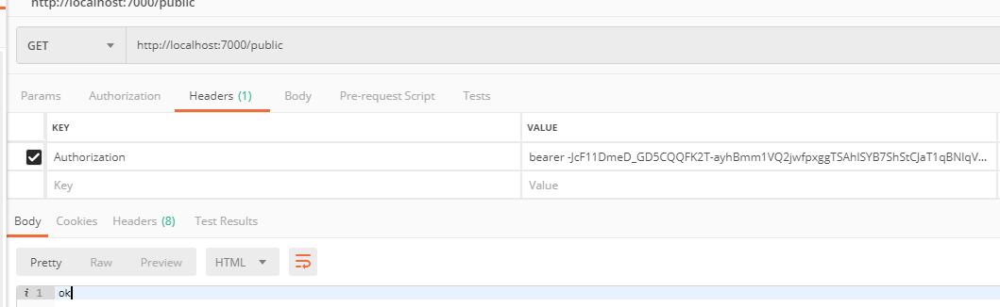 http://localhost:7000/public
GET http://localhost:7000/public
Params Authorization Headers (1) Body Pre-request Script Tests
KEY VALUE
Authorization bearer -JcF11DmeD_GD5CQQFK2T-ayhBmm1VQ2jwfpxggTSAhISYB7ShStCJaT1qBNIqV...
Key Value
Body Cookies Headers (8) Test Results
Pretty Raw Preview HTML
i 1 ok